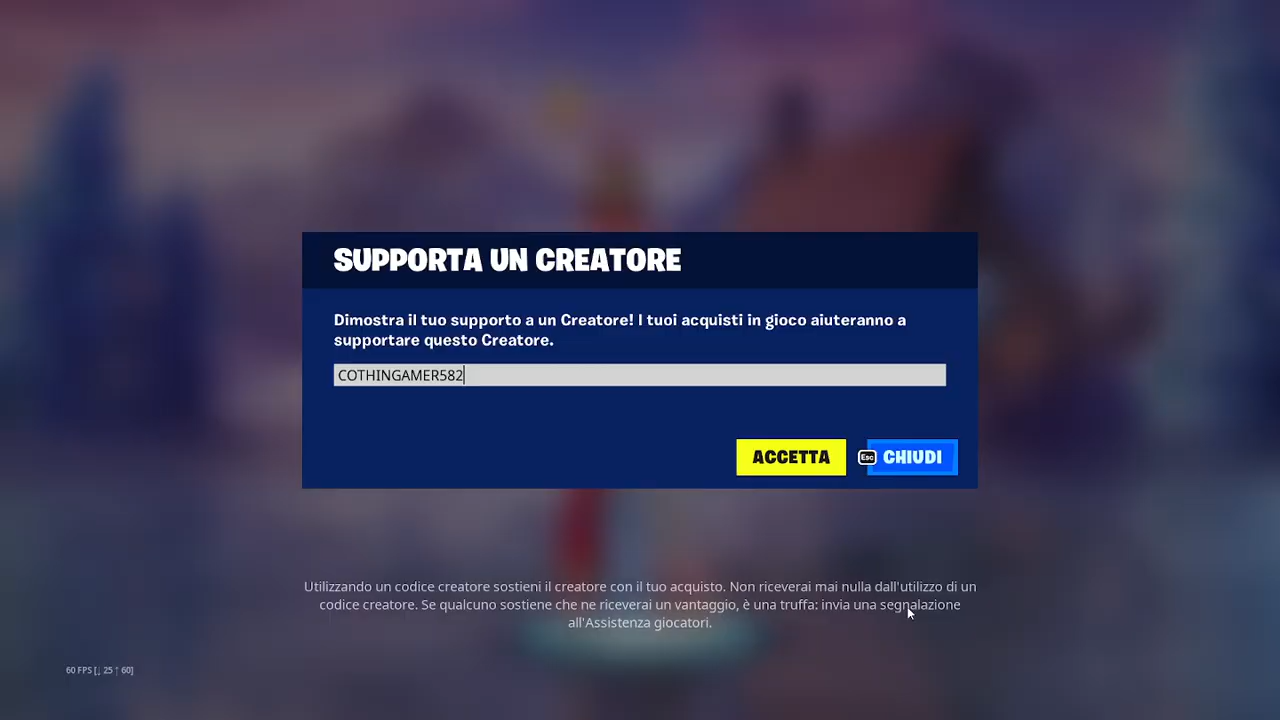 SUPPORTA UN CREATORE
Dimostra il tuo supporto a un Creatore! I tuoi acquisti in gioco aiuteranno a
supportare questo Creatore.
COTHINGAMER582
ACCETTA
Esc CHIUDI
Utilizzando un codice creatore sostieni il creatore con il tuo acquisto. Non riceverai mai nulla dall'utilizzo di un
codice creatore. Se qualcuno sostiene che ne riceverai un vantaggio, è una truffa: invia una segnalazione
all'Assistenza giocatori.
60 FPS [↓ 25 ↑ 60]